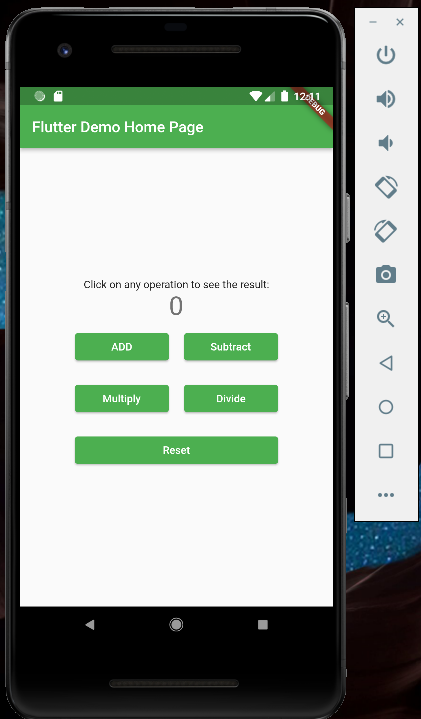 12:11
DEBUG
Flutter Demo Home Page
Click on any operation to see the result:
0
ADD Subtract
Multiply Divide
Reset